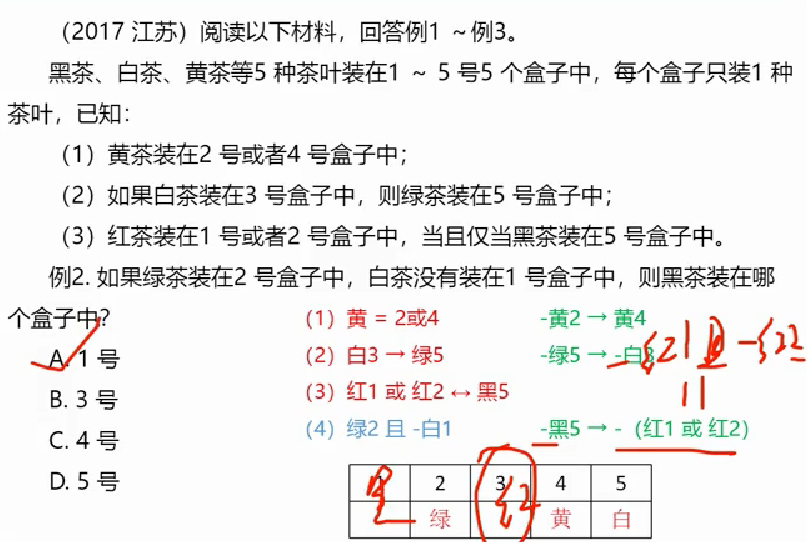 （2017 江苏）阅读以下材料，回答例1 ～例3。
黑茶、白茶、黄茶等5 种茶叶装在1 ～ 5 号5 个盒子中，每个盒子只装1 种
茶叶，已知：
（1）黄茶装在2 号或者4 号盒子中；
（2）如果白茶装在3 号盒子中，则绿茶装在5 号盒子中；
（3）红茶装在1 号或者2 号盒子中，当且仅当黑茶装在5 号盒子中。
例2. 如果绿茶装在2 号盒子中，白茶没有装在1 号盒子中，则黑茶装在哪
个盒子中？ （1）黄 = 2或4 -黄2 → 黄4
A. 1 号 （2）白3 → 绿5 -绿5 → -白3 -红1且-红2
B. 3 号 （3）红1 或 红2 ↔ 黑5
C. 4 号 （4）绿2 且 -白1 -黑5 → -（红1 或 红2）
D. 5 号
黑 2 3 4 5
绿 红 黄 白